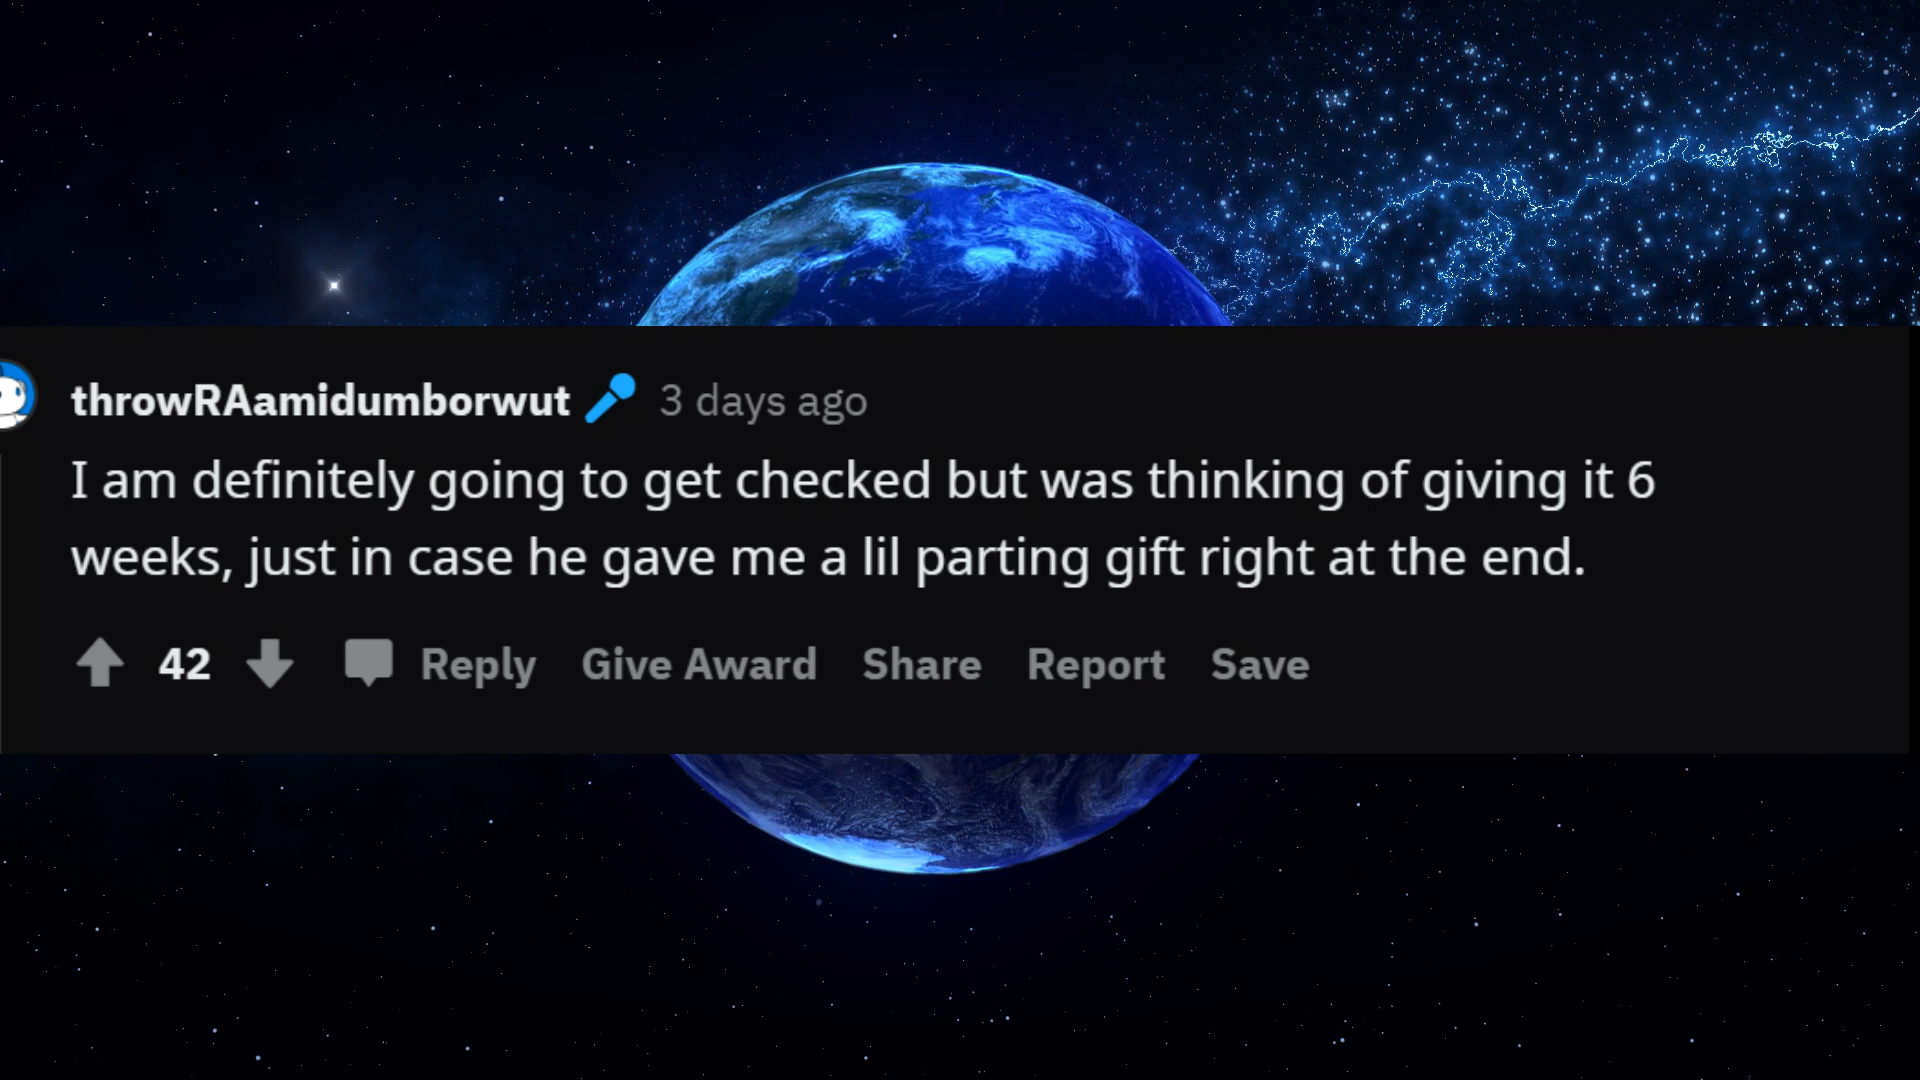 throwRAamidumborwut 3 days ago
I am definitely going to get checked but was thinking of giving it 6
weeks, just in case he gave me a lil parting gift right at the end.
42 Reply Give Award Share Report Save